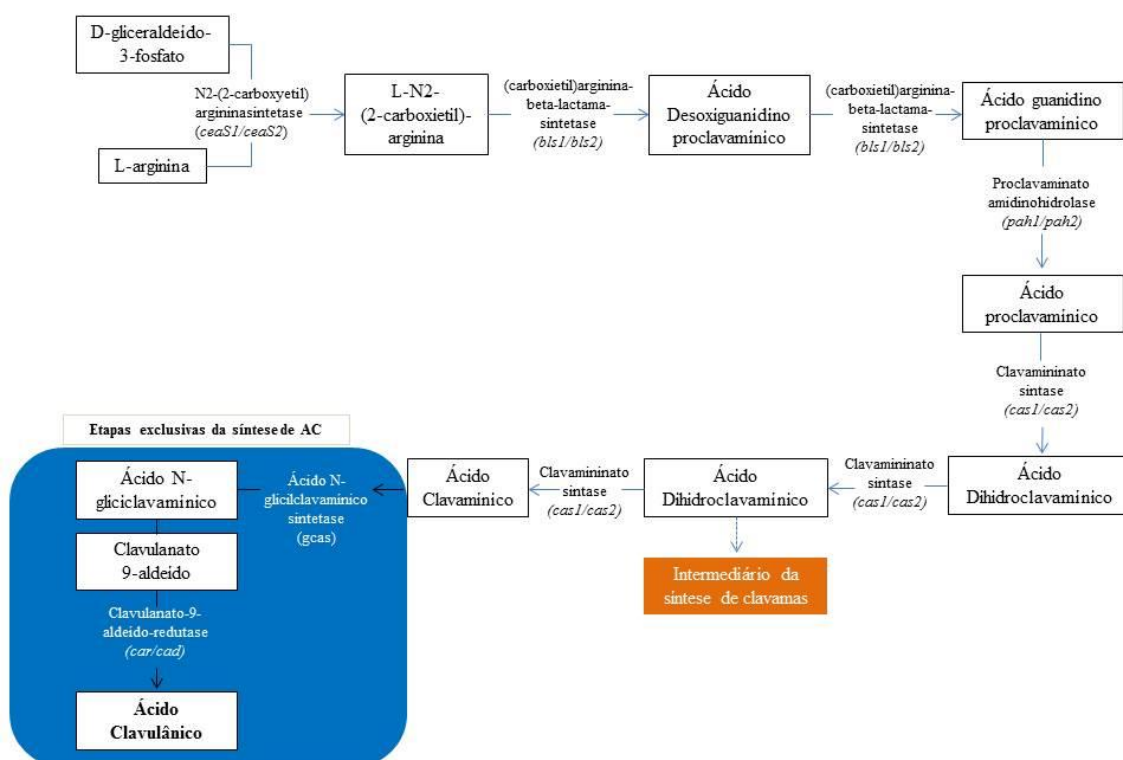 D-gliceraldeído-
3-fosfato
N2-(2-carboxyetil)
argininasintetase
(ceaS1/ceaS2)
L-arginina
L-N2-
(2-carboxietil)-
arginina
(carboxietil)arginina-
beta-lactama-
sintetase
(bls1/bls2)
Ácido
Desoxiguanidino
proclavamínico
(carboxietil)arginina-
beta-lactama-
sintetase
(bls1/bls2)
Ácido guanidino
proclavamínico
Proclavaminato
amidinohidrolase
(pah1/pah2)
Ácido
proclavamínico
Clavamininato
sintase
(cas1/cas2)
Ácido
Dihidroclavamínico
Clavamininato
sintase
(cas1/cas2)
Ácido
Dihidroclavamínico
Intermediário da
síntese de clavamas
Clavamininato
sintase
(cas1/cas2)
Ácido
Clavamínico
Etapas exclusivas da síntese de AC
Ácido N-
glicilclavamínico
sintetase
(gcas)
Ácido N-
gliciclavamínico
Clavulanato
9-aldeído
Clavulanato-9-
aldeído-redutase
(car/cad)
Ácido
Clavulânico